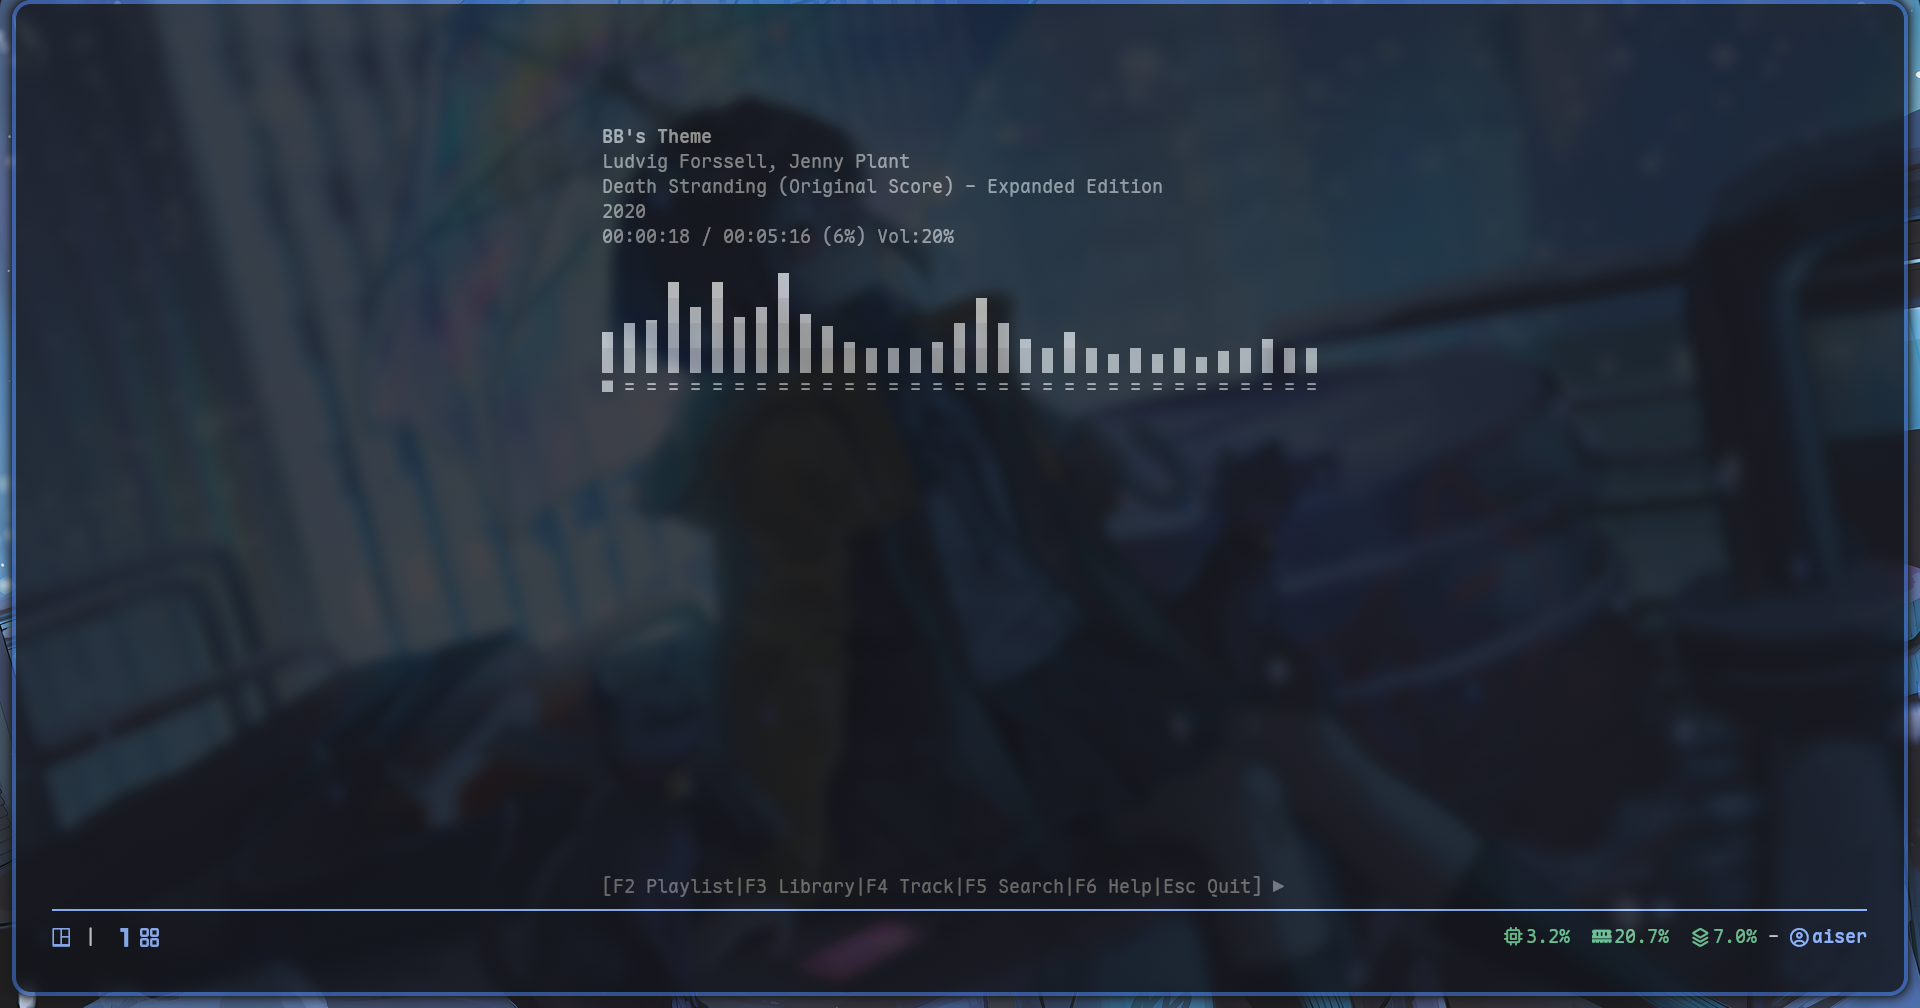 BB's Theme
Ludvig Forssell, Jenny Plant
Death Stranding (Original Score) - Expanded Edition
2020
00:00:18 / 00:05:16 (6%) Vol:20%
[F2 Playlist|F3 Library|F4 Track|F5 Search|F6 Help|Esc Quit]
| 1 3.2% 20.7% 7.0% - aiser